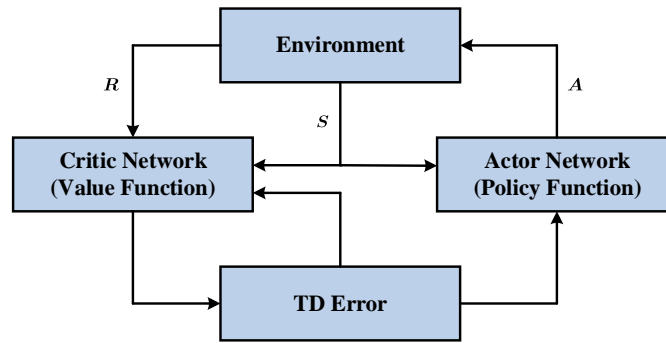 Environment
R
A
S
Critic Network
(Value Function)
Actor Network
(Policy Function)
TD Error